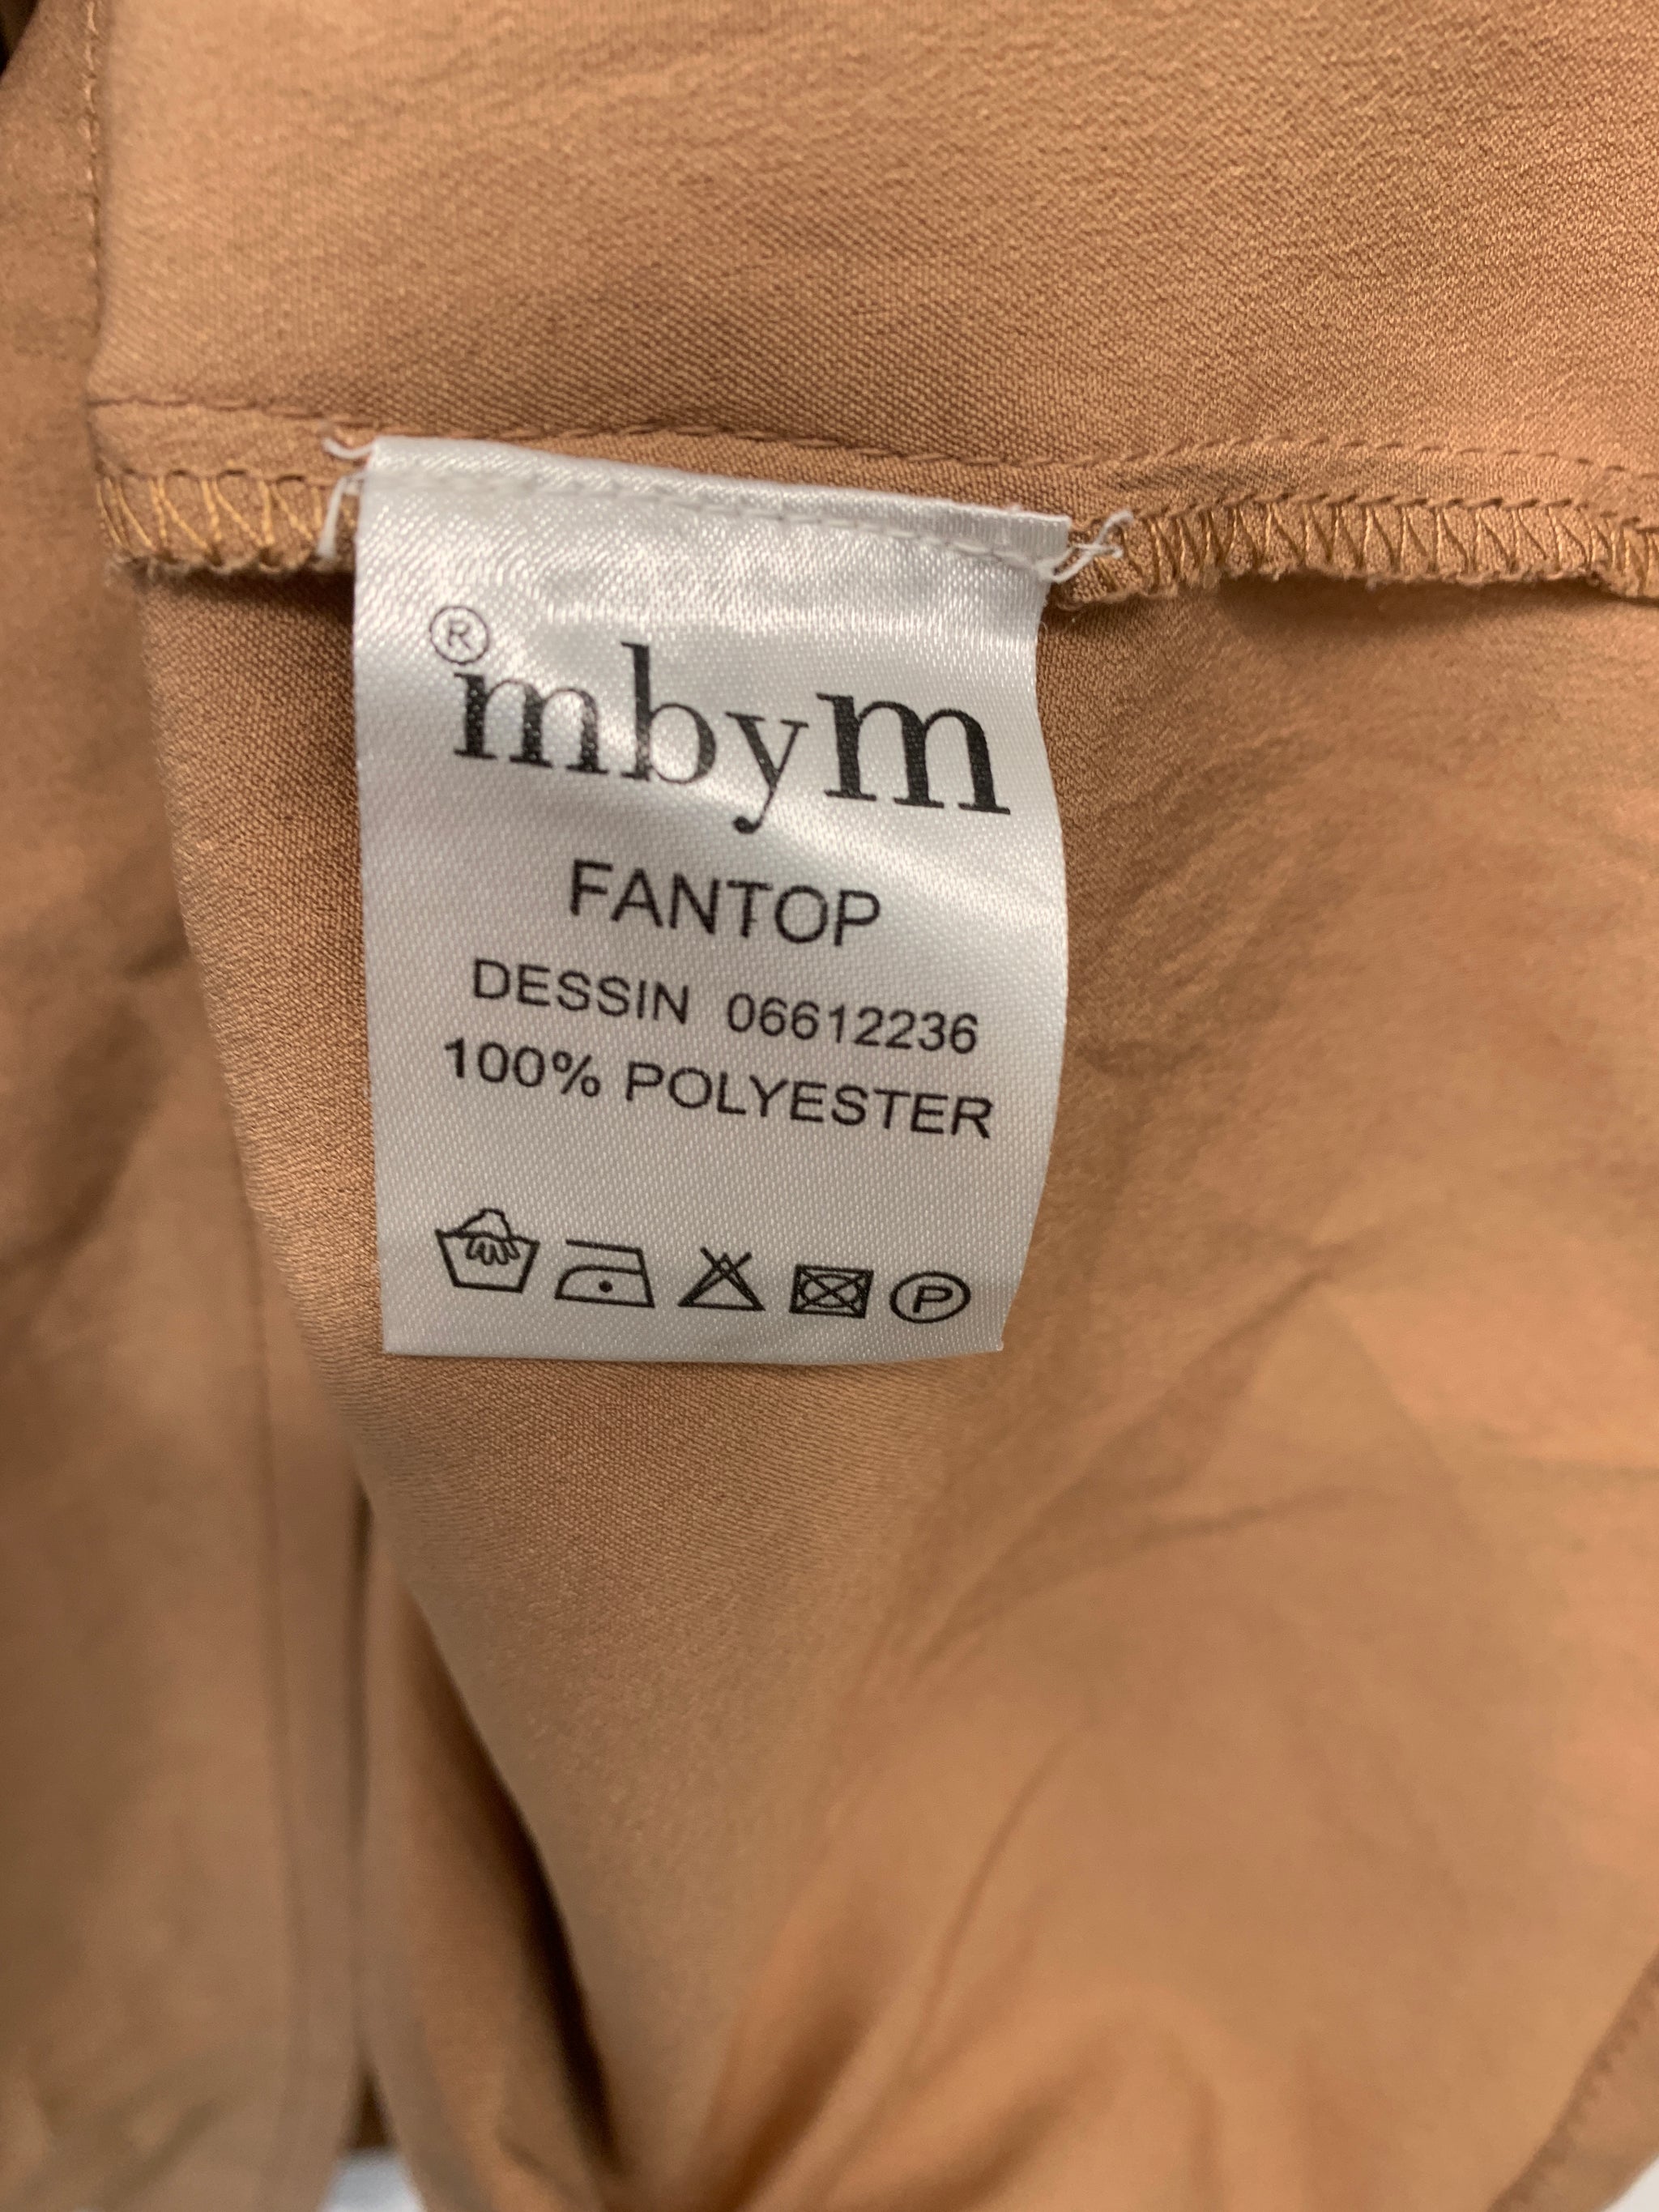 ® mbym
FANTOP
DESSIN 06612236
100% POLYESTER
P